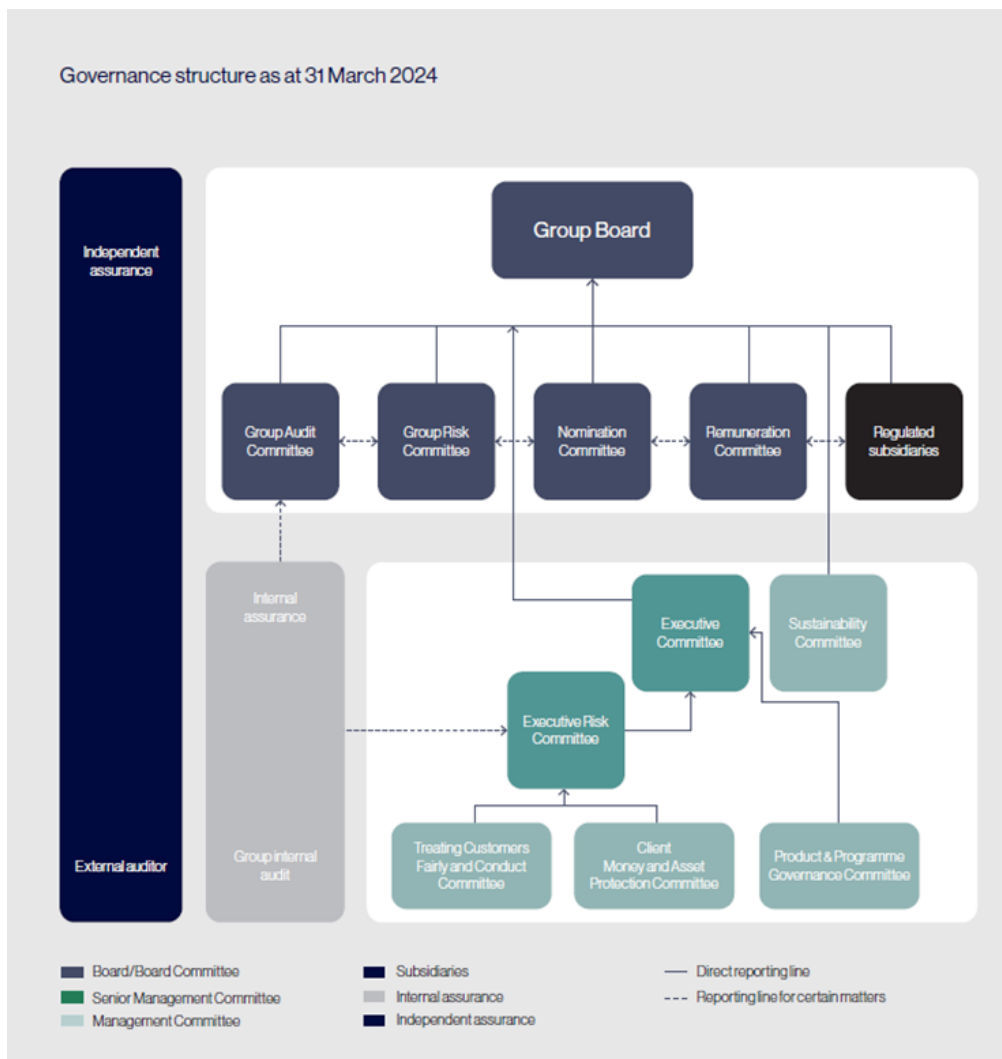 Governance structure as at 31 March 2024
Independent
assurance
Group Board
Group Audit
Committee
Group Risk
Committee
Nomination
Committee
Remuneration
Committee
Regulated
subsidiaries
Internal
assurance
Executive
Committee
Sustainability
Committee
Executive Risk
Committee
External auditor
Group internal
audit
Treating Customers
Fairly and Conduct
Committee
Client
Money and Asset
Protection Committee
Product & Programme
Governance Committee
Board/Board Committee
Senior Management Committee
Management Committee
Subsidiaries
Internal assurance
Independent assurance
Direct reporting line
Reporting line for certain matters